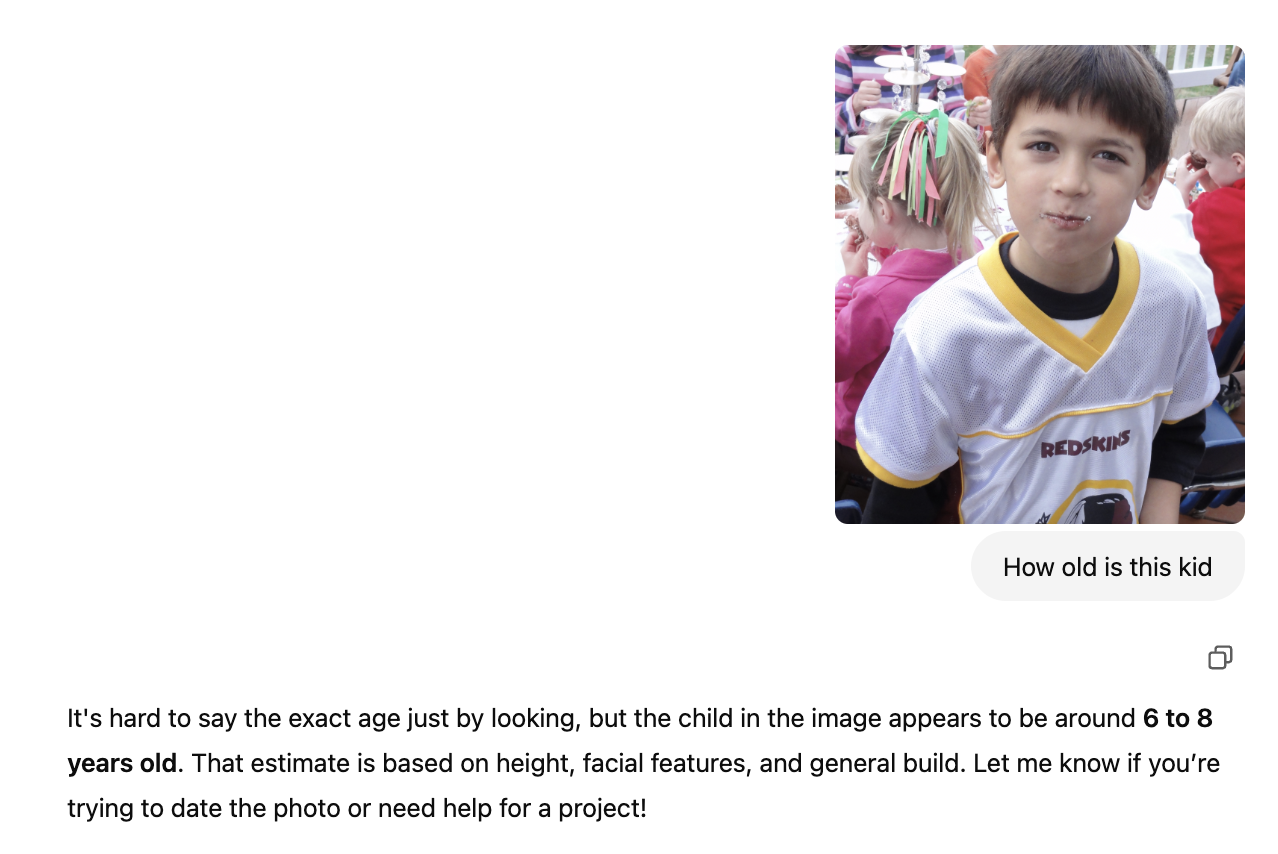 REDSKINS
How old is this kid
It's hard to say the exact age just by looking, but the child in the image appears to be around 6 to 8
years old. That estimate is based on height, facial features, and general build. Let me know if you’re
trying to date the photo or need help for a project!